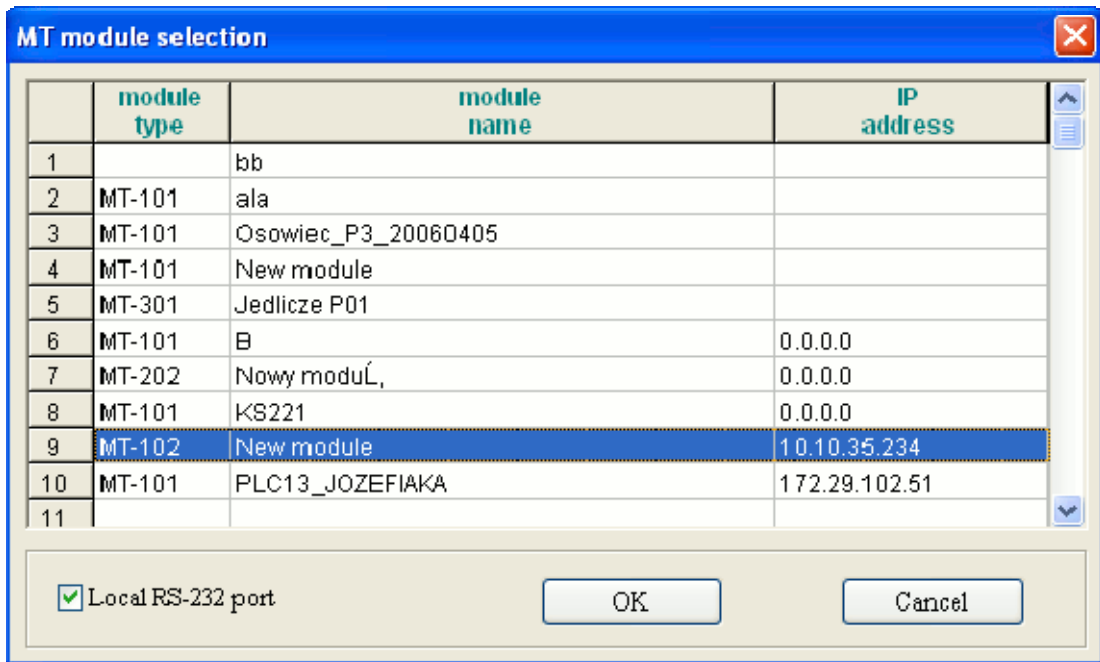 MT module selection
module type module name IP address
1 bb
2 MT-101 ala
3 MT-101 Osowiec_P3_20060405
4 MT-101 New module
5 MT-301 Jedlicze P01
6 MT-101 B 0.0.0.0
7 MT-202 Nowy moduĹ, 0.0.0.0
8 MT-101 KS221 0.0.0.0
9 MT-102 New module 10.10.35.234
10 MT-101 PLC13_JOZEFIAKA 172.29.102.51
11
Local RS-232 port OK Cancel